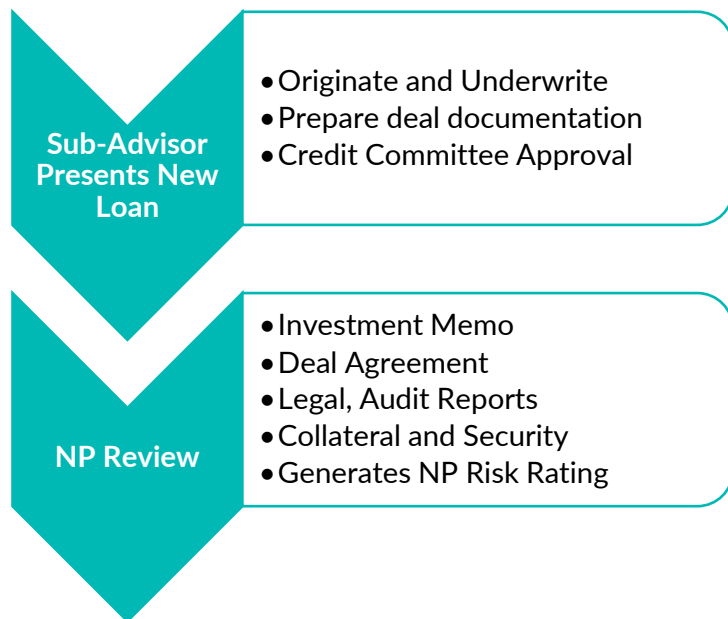 Sub-Advisor
Presents New
Loan
• Originate and Underwrite
• Prepare deal documentation
• Credit Committee Approval
NP Review
• Investment Memo
• Deal Agreement
• Legal, Audit Reports
• Collateral and Security
• Generates NP Risk Rating